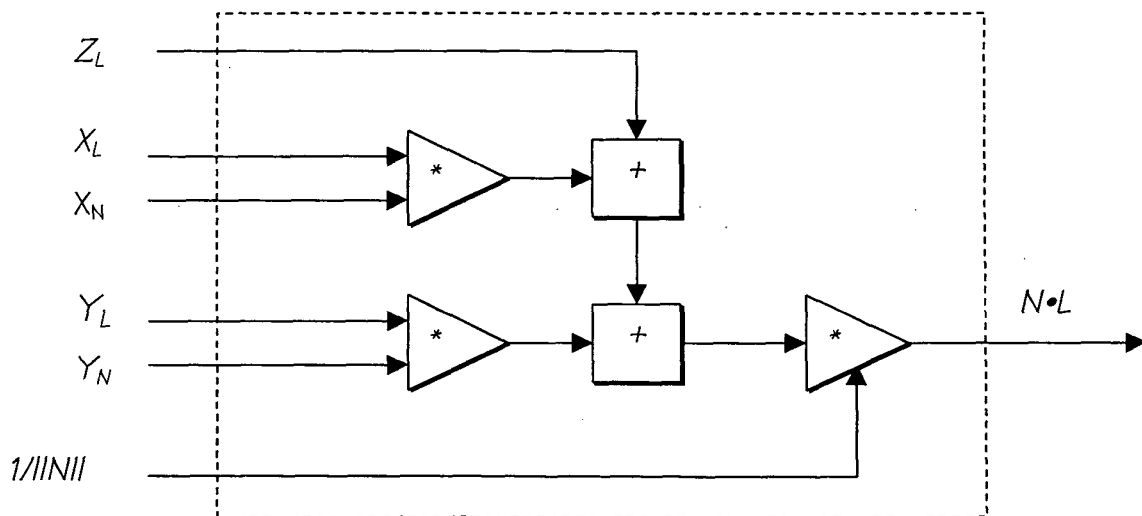 Z_L
X_L
*
+
X_N
Y_L
*
+
*
N•L
Y_N
1/||N||